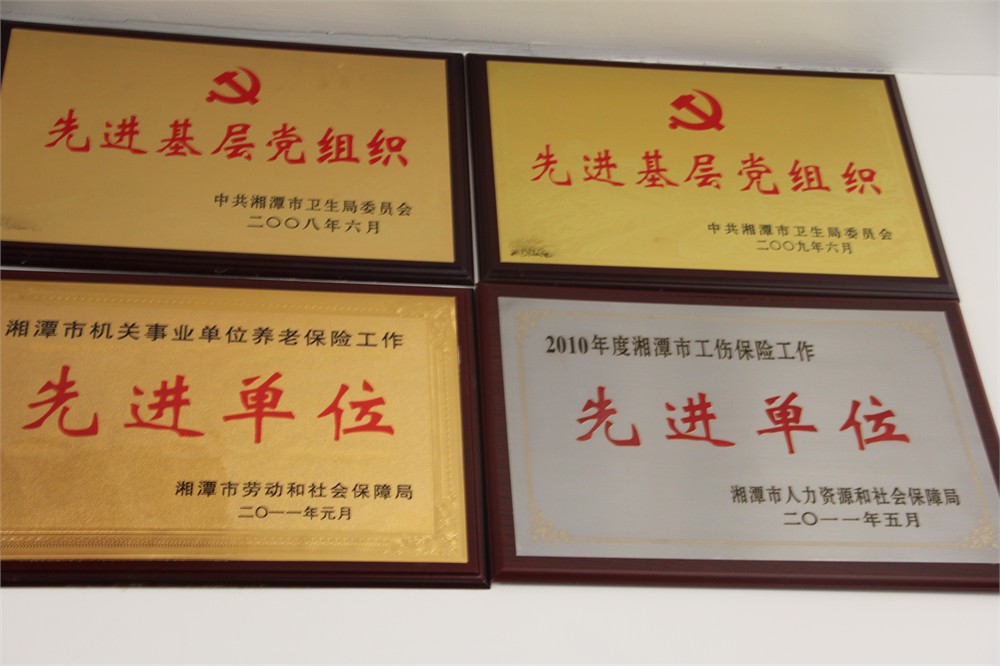 先进基层党组织
中共湘潭市卫生局委员会
二〇〇八年六月
先进基层党组织
中共湘潭市卫生局委员会
二〇〇九年六月
湘潭市机关事业单位养老保险工作
先进单位
湘潭市劳动和社会保障局
二〇一一年元月
2010年度湘潭市工伤保险工作
先进单位
湘潭市人力资源和社会保障局
二〇一一年五月